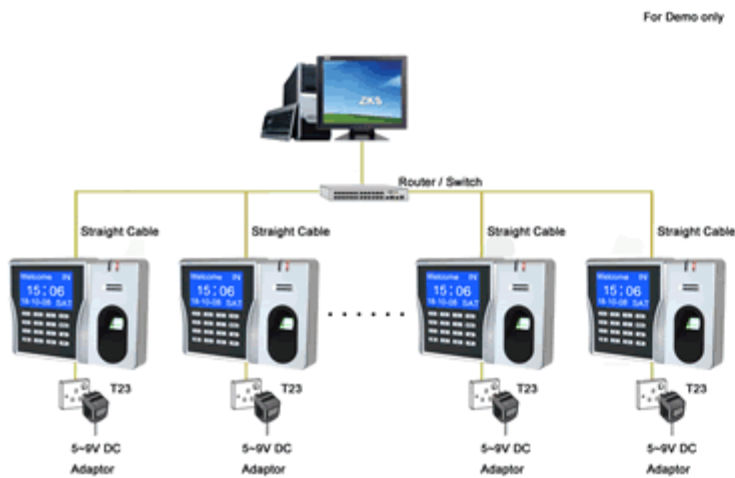 For Demo only
ZKS
Router / Switch
Straight Cable
Straight Cable
Straight Cable
Straight Cable
Welcome IN
15:06
18-10-08 SAT
Welcome IN
15:06
18-10-08 SAT
Welcome IN
15:06
18-10-08 SAT
Welcome IN
15:06
18-10-08 SAT
T23
T23
T23
T23
5~9V DC
Adaptor
5~9V DC
Adaptor
5~9V DC
Adaptor
5~9V DC
Adaptor